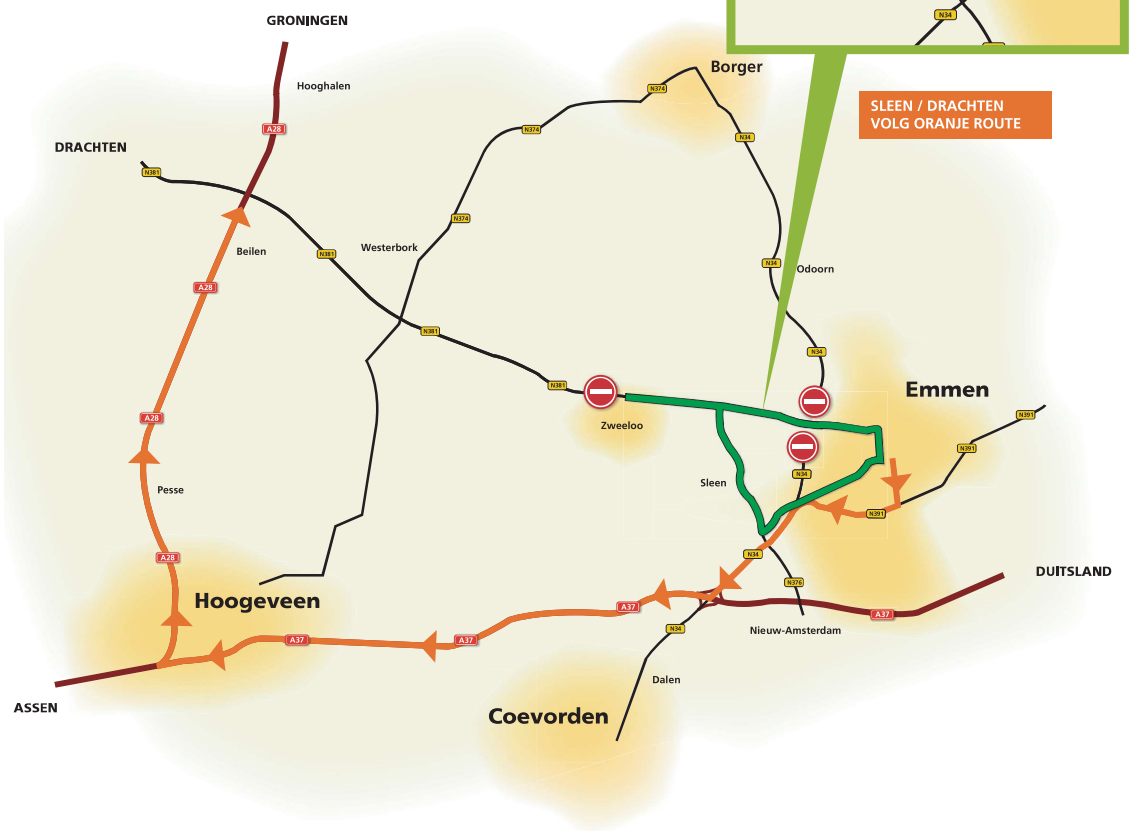 GRONINGEN
N34
Hooghalen
Borger
N374
SLEEN / DRACHTEN
VOLG ORANJE ROUTE
A28
N374
N34
DRACHTEN
N381
N374
Westerbork
Beilen
N381
N34
Odoorn
A28
N381
N34
N381
Emmen
A28
Zweeloo
N391
N391
N34
Sleen
Pesse
N391
A28
N34
DUITSLAND
N376
Hoogeveen
A37
A37
N34
Nieuw-Amsterdam
A37
A37
Dalen
ASSEN
Coevorden